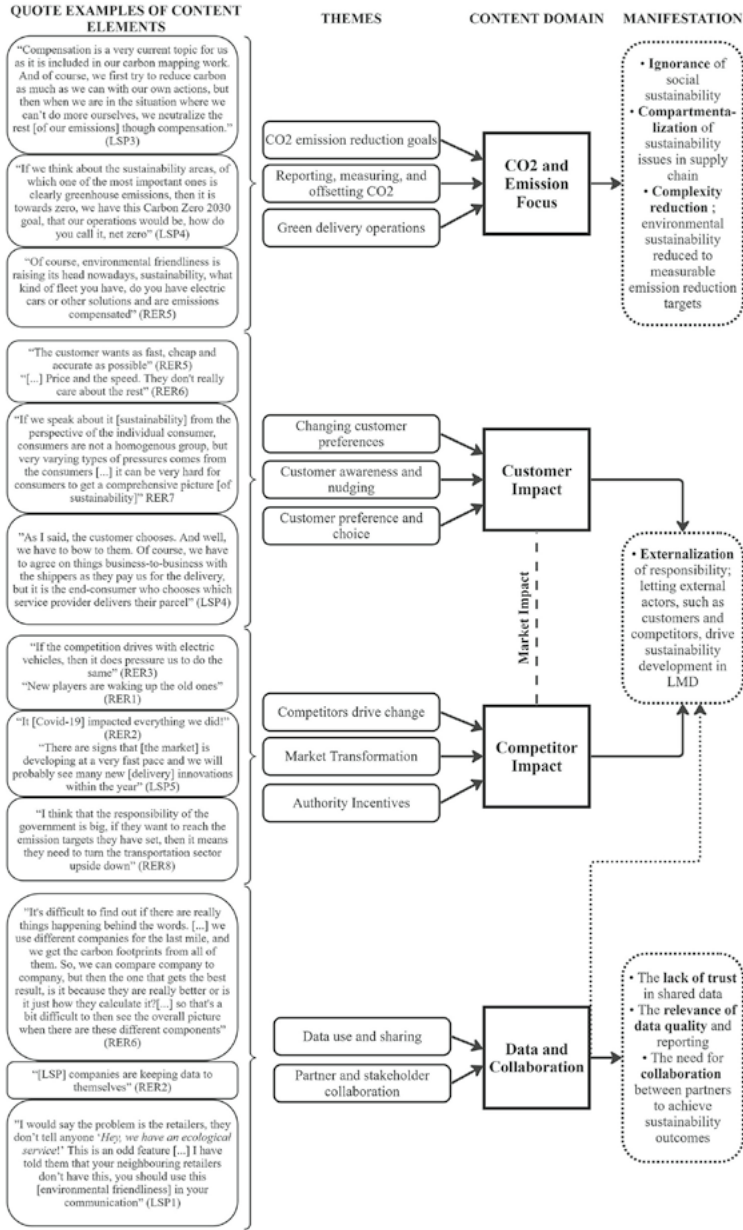 QUOTE EXAMPLES OF CONTENT
ELEMENTS
THEMES
CONTENT DOMAIN
MANIFESTATION
“Compensation is a very current topic for us
as it is included in our carbon mapping work.
And of course, we first try to reduce carbon
as much as we can with our own actions, but
then when we are in the situation where we
can’t do more ourselves, we neutralize the
rest [of our emissions] though compensation.”
(LSP3)
“If we think about the sustainability areas, of
which one of the most important ones is
clearly greenhouse emissions, then it is
towards zero, we have this Carbon Zero 2030
goal, that our operations would be, how do
you call it, net zero” (LSP4)
“Of course, environmental friendliness is
raising its head nowadays, sustainability, what
kind of fleet you have, do you have electric
cars or other solutions and are emissions
compensated” (RER5)
CO2 emission reduction goals
Reporting, measuring, and
offsetting CO2
Green delivery operations
CO2 and
Emission
Focus
• Ignorance of
social
sustainability
• Compartmenta-
lization of
sustainability
issues in supply
chain
• Complexity
reduction ;
environmental
sustainability
reduced to
measurable
emission reduction
targets
“The customer wants as fast, cheap and
accurate as possible” (RER5)
“[...] Price and the speed. They don't really
care about the rest” (RER6)
“If we speak about it [sustainability] from the
perspective of the individual consumer,
consumers are not a homogenous group, but
very varying types of pressures comes from
the consumers [...] it can be very hard for
consumers to get a comprehensive picture [of
sustainability]” RER7
“As I said, the customer chooses. And well,
we have to bow to them. Of course, we have
to agree on things business-to-business with
the shippers as they pay us for the delivery,
but it is the end-consumer who chooses which
service provider delivers their parcel” (LSP4)
Changing customer
preferences
Customer awareness and
nudging
Customer preference and
choice
Customer
Impact
Market Impact
• Externalization
of responsibility;
letting external
actors, such as
customers and
competitors, drive
sustainability
development in
LMD
“If the competition drives with electric
vehicles, then it does pressure us to do the
same” (RER3)
“New players are waking up the old ones”
(RER1)
“It [Covid-19] impacted everything we did!”
(RER2)
“There are signs that [the market] is
developing at a very fast pace and we will
probably see many new [delivery] innovations
within the year” (LSP5)
“I think that the responsibility of the
government is big, if they want to reach the
emission targets they have set, then it means
they need to turn the transportation sector
upside down” (RER8)
Competitors drive change
Market Transformation
Authority Incentives
Competitor
Impact
“It's difficult to find out if there are really
things happening behind the words. [...] we
use different companies for the last mile, and
we get the carbon footprints from all of
them. So, we can compare company to
company, but then the one that gets the best
result, is it because they are really better or is
it just how they calculate it?[...] so that's a
bit difficult to then see the overall picture
when there are these different components”
(RER6)
“[LSP] companies are keeping data to
themselves” (RER2)
“I would say the problem is the retailers, they
don’t tell anyone ‘Hey, we have an ecological
service!’ This is an odd feature [...] I have
told them that your neighbouring retailers
don't have this, you should use this
[environmental friendliness] in your
communication” (LSP1)
Data use and sharing
Partner and stakeholder
collaboration
Data and
Collaboration
• The lack of trust
in shared data
• The relevance of
data quality and
reporting
• The need for
collaboration
between partners
to achieve
sustainability
outcomes